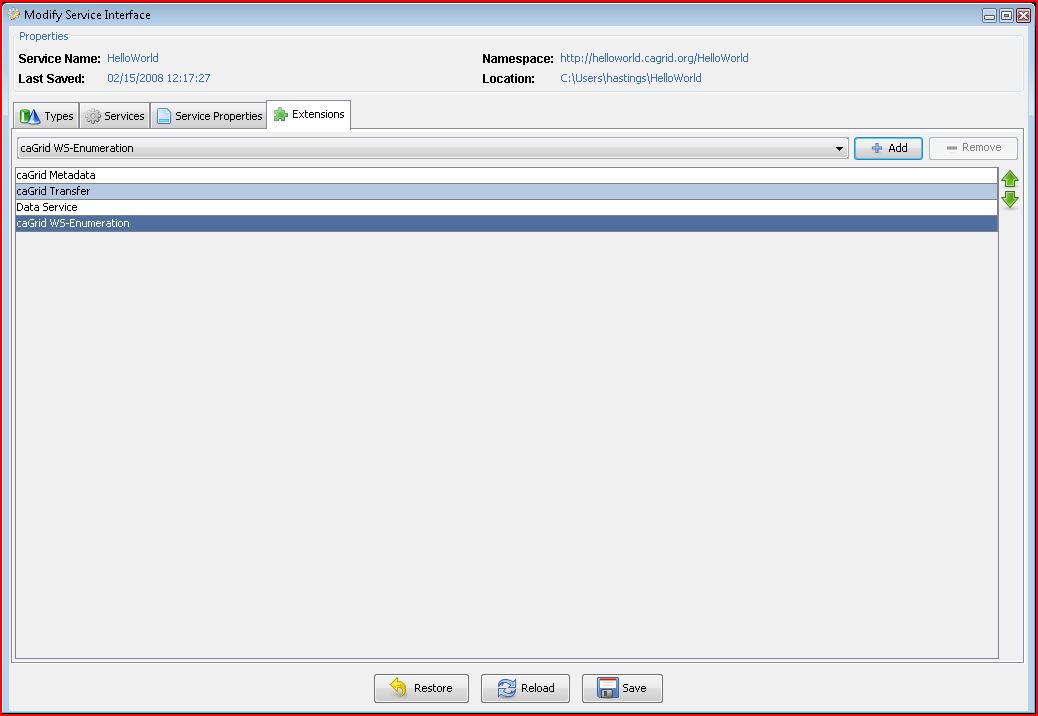 Modify Service Interface
Properties
Service Name: HelloWorld Namespace: http://helloworld.cagrid.org/HelloWorld
Last Saved: 02/15/2008 12:17:27 Location: C:\Users\hastings\HelloWorld
Types Services Service Properties Extensions
caGrid WS-Enumeration Add Remove
caGrid Metadata
caGrid Transfer
Data Service
caGrid WS-Enumeration
Restore Reload Save